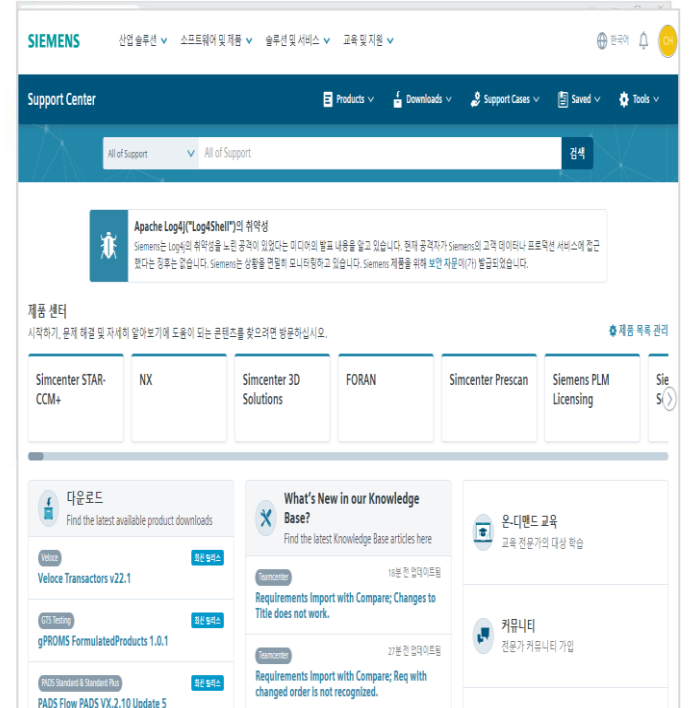 SIEMENS 산업 솔루션 소프트웨어 및 제품 솔루션 및 서비스 교육 및 지원 한국어 CH
Support Center Products Downloads Support Cases Saved Tools
All of Support All of Support 검색
Apache Log4j("Log4Shell")의 취약성
Siemens는 Log4j의 취약성을 노린 공격이 있었다는 미디어의 발표 내용을 알고 있습니다. 현재 공격자가 Siemens의 고객 데이터나 프로덕션 서비스에 접근
했다는 징후는 없습니다. Siemens는 상황을 면밀히 모니터링하고 있습니다. Siemens 제품을 위해 보안 자문이(가) 발급되었습니다.
제품 센터
시작하기, 문제 해결 및 자세히 알아보기에 도움이 되는 콘텐츠를 찾으려면 방문하십시오. 제품 목록 관리
Simcenter STAR-
CCM+
NX
Simcenter 3D
Solutions
FORAN
Simcenter Prescan
Siemens PLM
Licensing
Sie
다운로드
Find the latest available product downloads
Veloce 최신 릴리스
Veloce Transactors v22.1
GTS Testing 최신 릴리스
gPROMS FormulatedProducts 1.0.1
PADS Standard & Standard Plus 최신 릴리스
PADS Flow PADS VX.2.10 Update 5
What's New in our Knowledge
Base?
Find the latest Knowledge Base articles here
Teamcenter 18분 전 업데이트됨
Requirements Import with Compare; Changes to
Title does not work.
Teamcenter 27분 전 업데이트됨
Requirements Import with Compare; Req with
changed order is not recognized.
온-디맨드 교육
교육 전문가의 대상 학습
커뮤니티
전문가 커뮤니티 가입